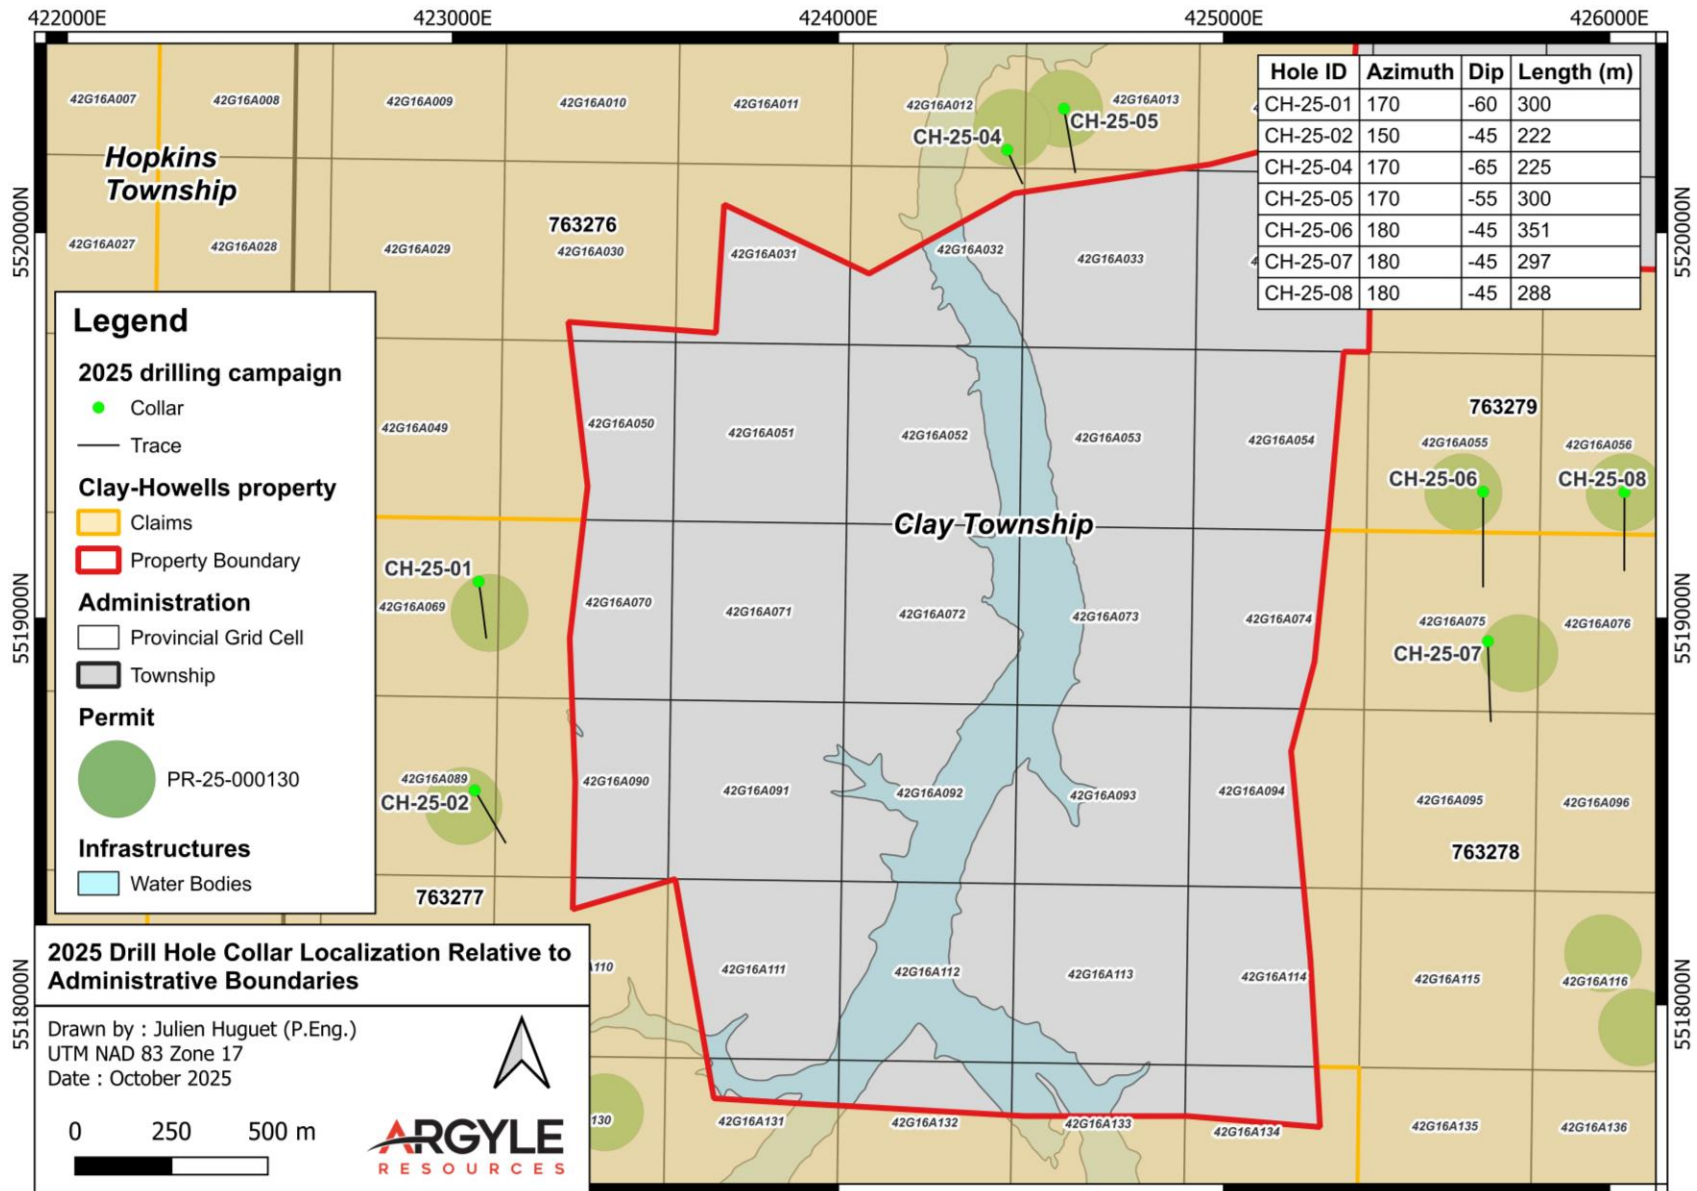 422000E 423000E 424000E 425000E 426000E
Hole ID Azimuth Dip Length (m)
CH-25-01 170 -60 300
CH-25-02 150 -45 222
CH-25-04 170 -65 225
CH-25-05 170 -55 300
CH-25-06 180 -45 351
CH-25-07 180 -45 297
CH-25-08 180 -45 288
42G16A007 42G16A008 42G16A009 42G16A010 42G16A011 42G16A012 42G16A013
CH-25-04 CH-25-05
Hopkins
Township
763276
42G16A027 42G16A028 42G16A029 42G16A030 42G16A031 42G16A032 42G16A033
5520000N 5520000N
763279
42G16A049 42G16A050 42G16A051 42G16A052 42G16A053 42G16A054 42G16A055 42G16A056
CH-25-06 CH-25-08
Clay Township
CH-25-01
42G16A069 42G16A070 42G16A071 42G16A072 42G16A073 42G16A074 42G16A075 42G16A076
5519000N 5519000N
CH-25-07
42G16A089 42G16A090 42G16A091 42G16A092 42G16A093 42G16A094 42G16A095 42G16A096
CH-25-02
763278
763277
110 42G16A111 42G16A112 42G16A113 42G16A114 42G16A115 42G16A116
5518000N 5518000N
130 42G16A131 42G16A132 42G16A133 42G16A134 42G16A135 42G16A136
Legend
2025 drilling campaign
Collar
Trace
Clay-Howells property
Claims
Property Boundary
Administration
Provincial Grid Cell
Township
Permit
PR-25-000130
Infrastructures
Water Bodies
2025 Drill Hole Collar Localization Relative to
Administrative Boundaries
Drawn by : Julien Huguet (P.Eng.)
UTM NAD 83 Zone 17
Date : October 2025
0 250 500 m
ARGYLE
RESOURCES